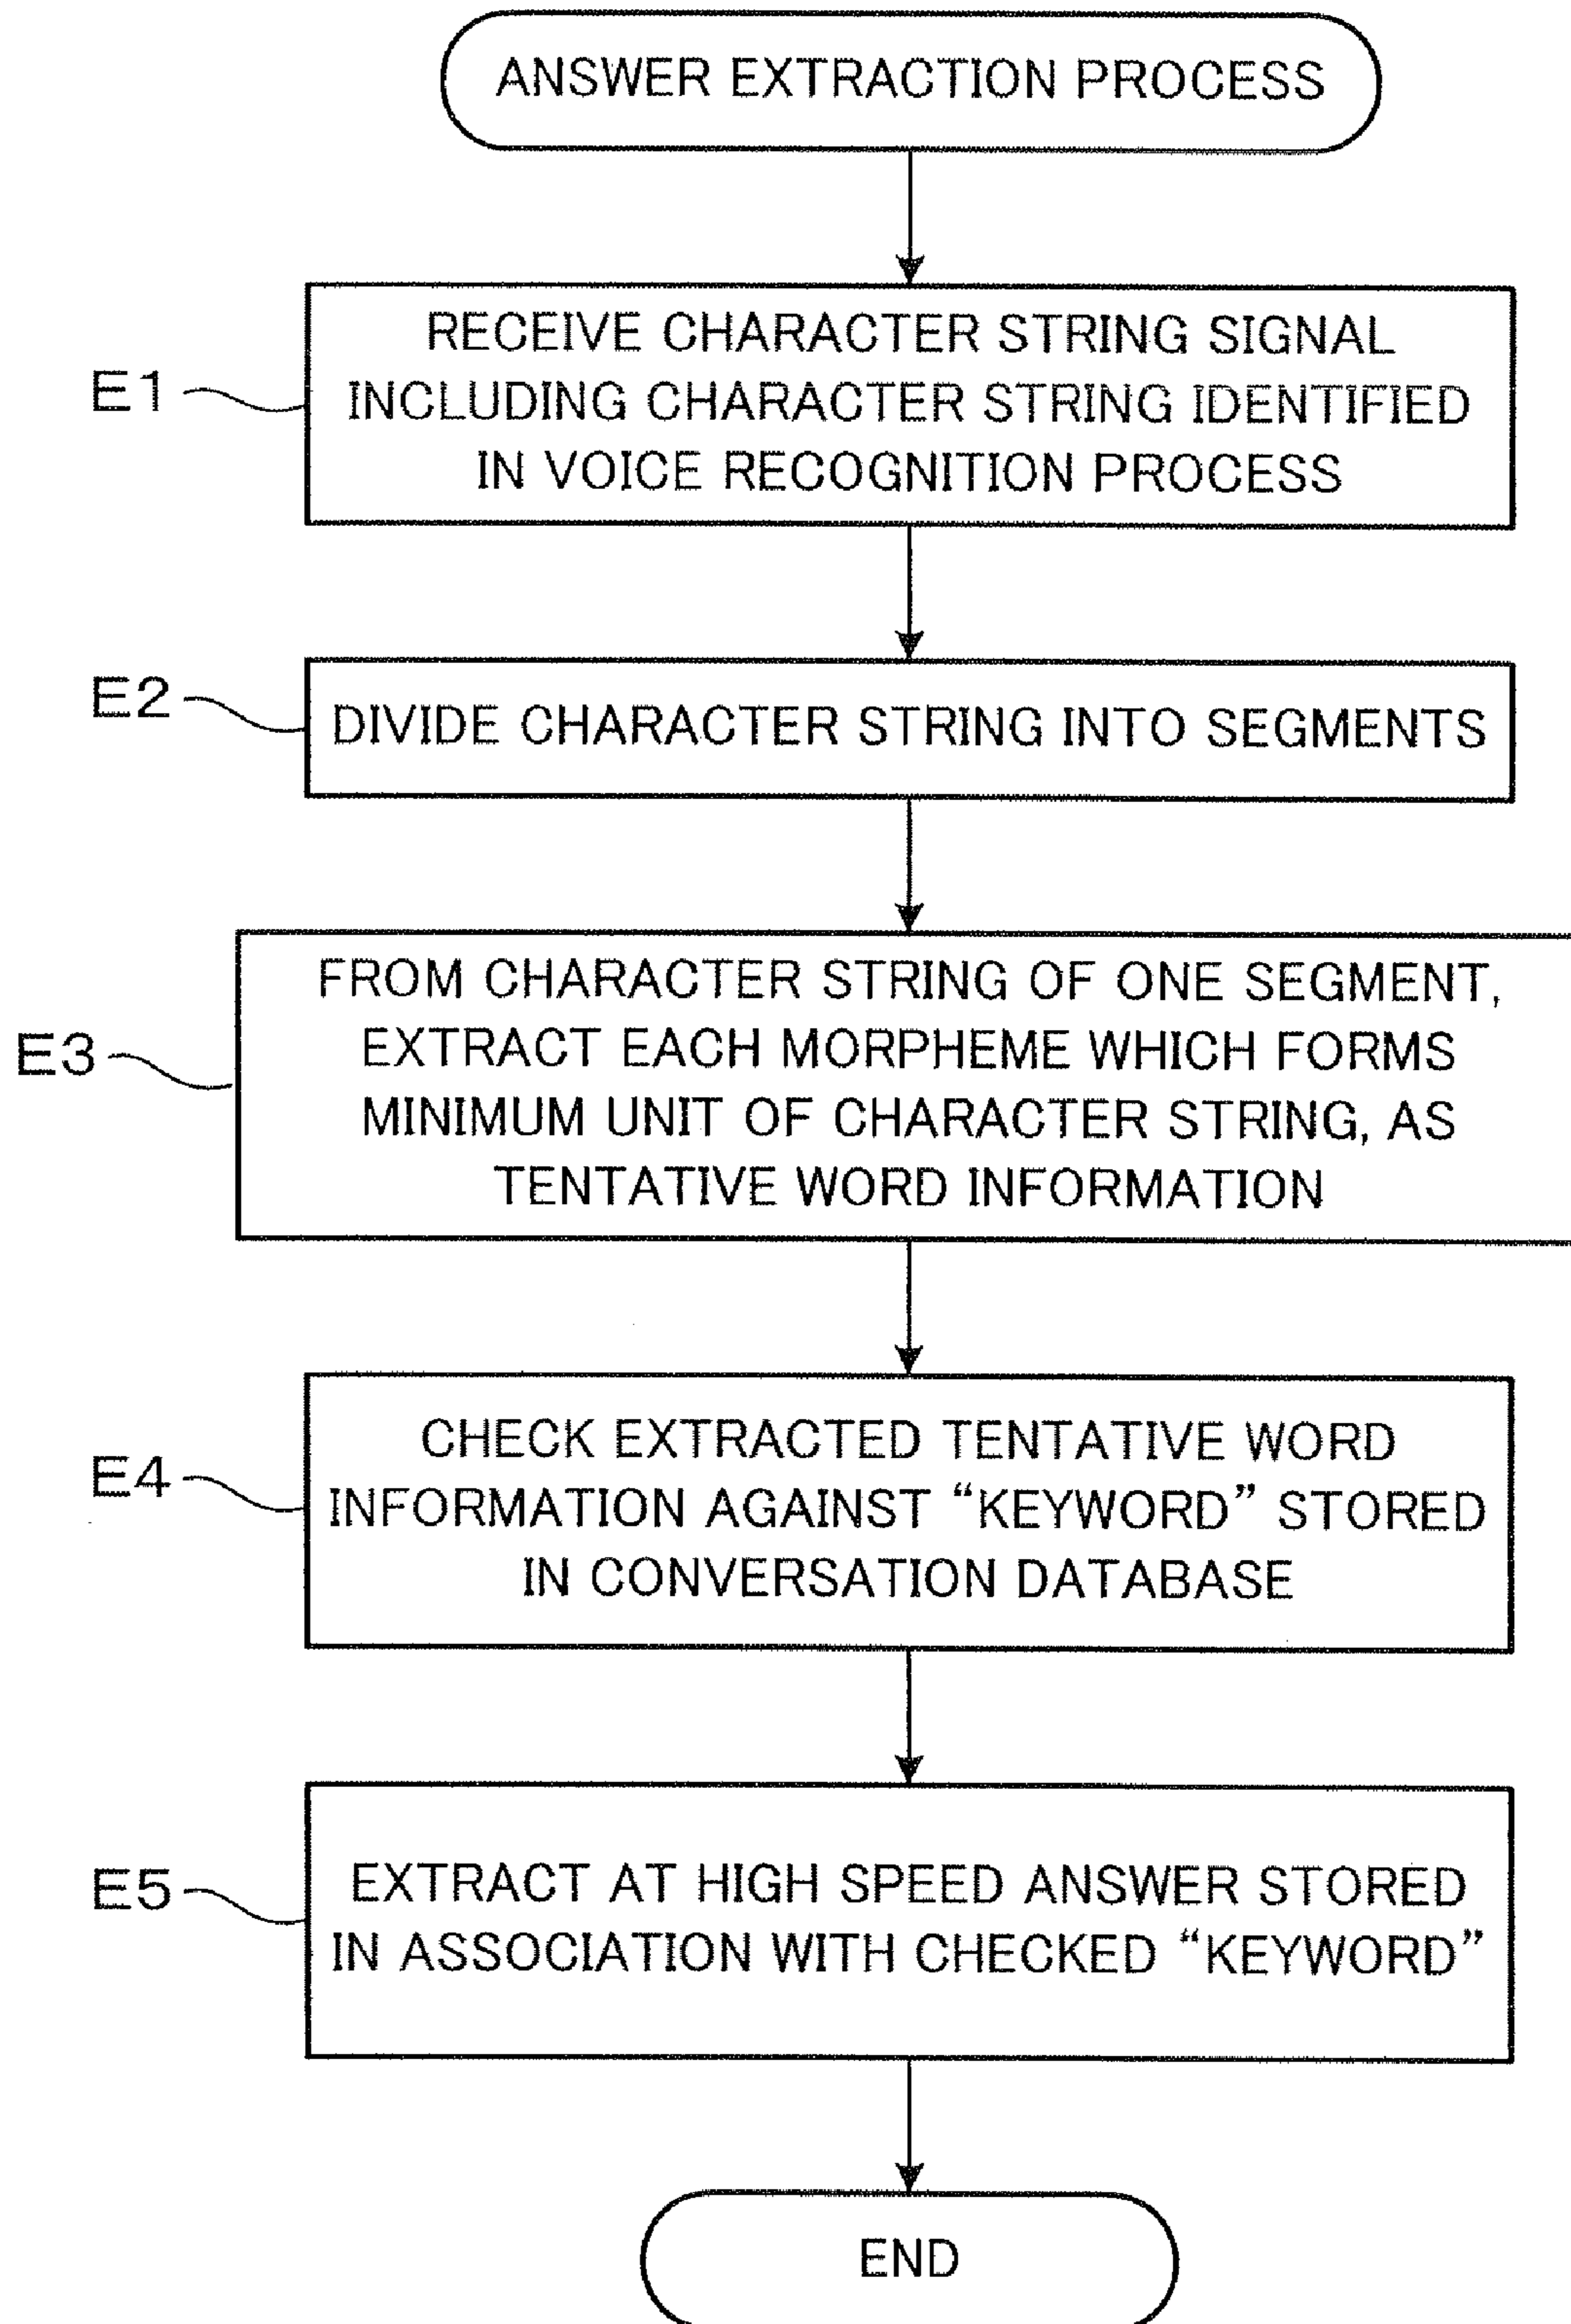 ANSWER EXTRACTION PROCESS
E1
RECEIVE CHARACTER STRING SIGNAL
INCLUDING CHARACTER STRING IDENTIFIED
IN VOICE RECOGNITION PROCESS
E2
DIVIDE CHARACTER STRING INTO SEGMENTS
E3
FROM CHARACTER STRING OF ONE SEGMENT,
EXTRACT EACH MORPHEME WHICH FORMS
MINIMUM UNIT OF CHARACTER STRING, AS
TENTATIVE WORD INFORMATION
E4
CHECK EXTRACTED TENTATIVE WORD
INFORMATION AGAINST “KEYWORD” STORED
IN CONVERSATION DATABASE
E5
EXTRACT AT HIGH SPEED ANSWER STORED
IN ASSOCIATION WITH CHECKED “KEYWORD”
END